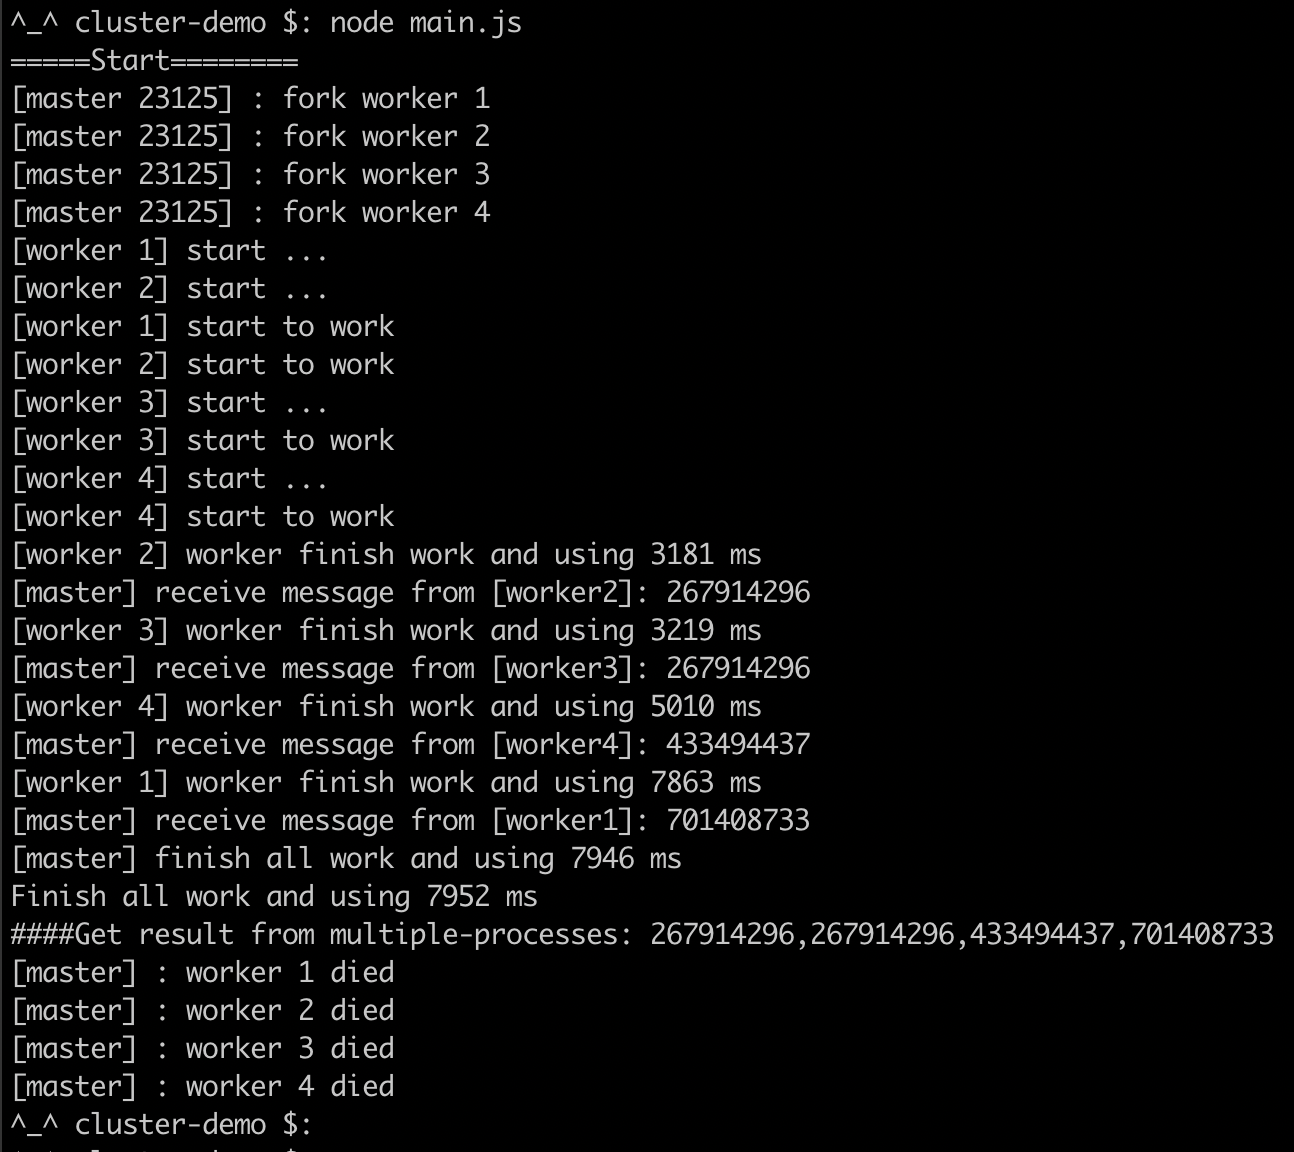 ^_^ cluster-demo $: node main.js
=====Start========
[master 23125] : fork worker 1
[master 23125] : fork worker 2
[master 23125] : fork worker 3
[master 23125] : fork worker 4
[worker 1] start ...
[worker 2] start ...
[worker 1] start to work
[worker 2] start to work
[worker 3] start ...
[worker 3] start to work
[worker 4] start ...
[worker 4] start to work
[worker 2] worker finish work and using 3181 ms
[master] receive message from [worker2]: 267914296
[worker 3] worker finish work and using 3219 ms
[master] receive message from [worker3]: 267914296
[worker 4] worker finish work and using 5010 ms
[master] receive message from [worker4]: 433494437
[worker 1] worker finish work and using 7863 ms
[master] receive message from [worker1]: 701408733
[master] finish all work and using 7946 ms
Finish all work and using 7952 ms
####Get result from multiple-processes: 267914296,267914296,433494437,701408733
[master] : worker 1 died
[master] : worker 2 died
[master] : worker 3 died
[master] : worker 4 died
^_^ cluster-demo $: